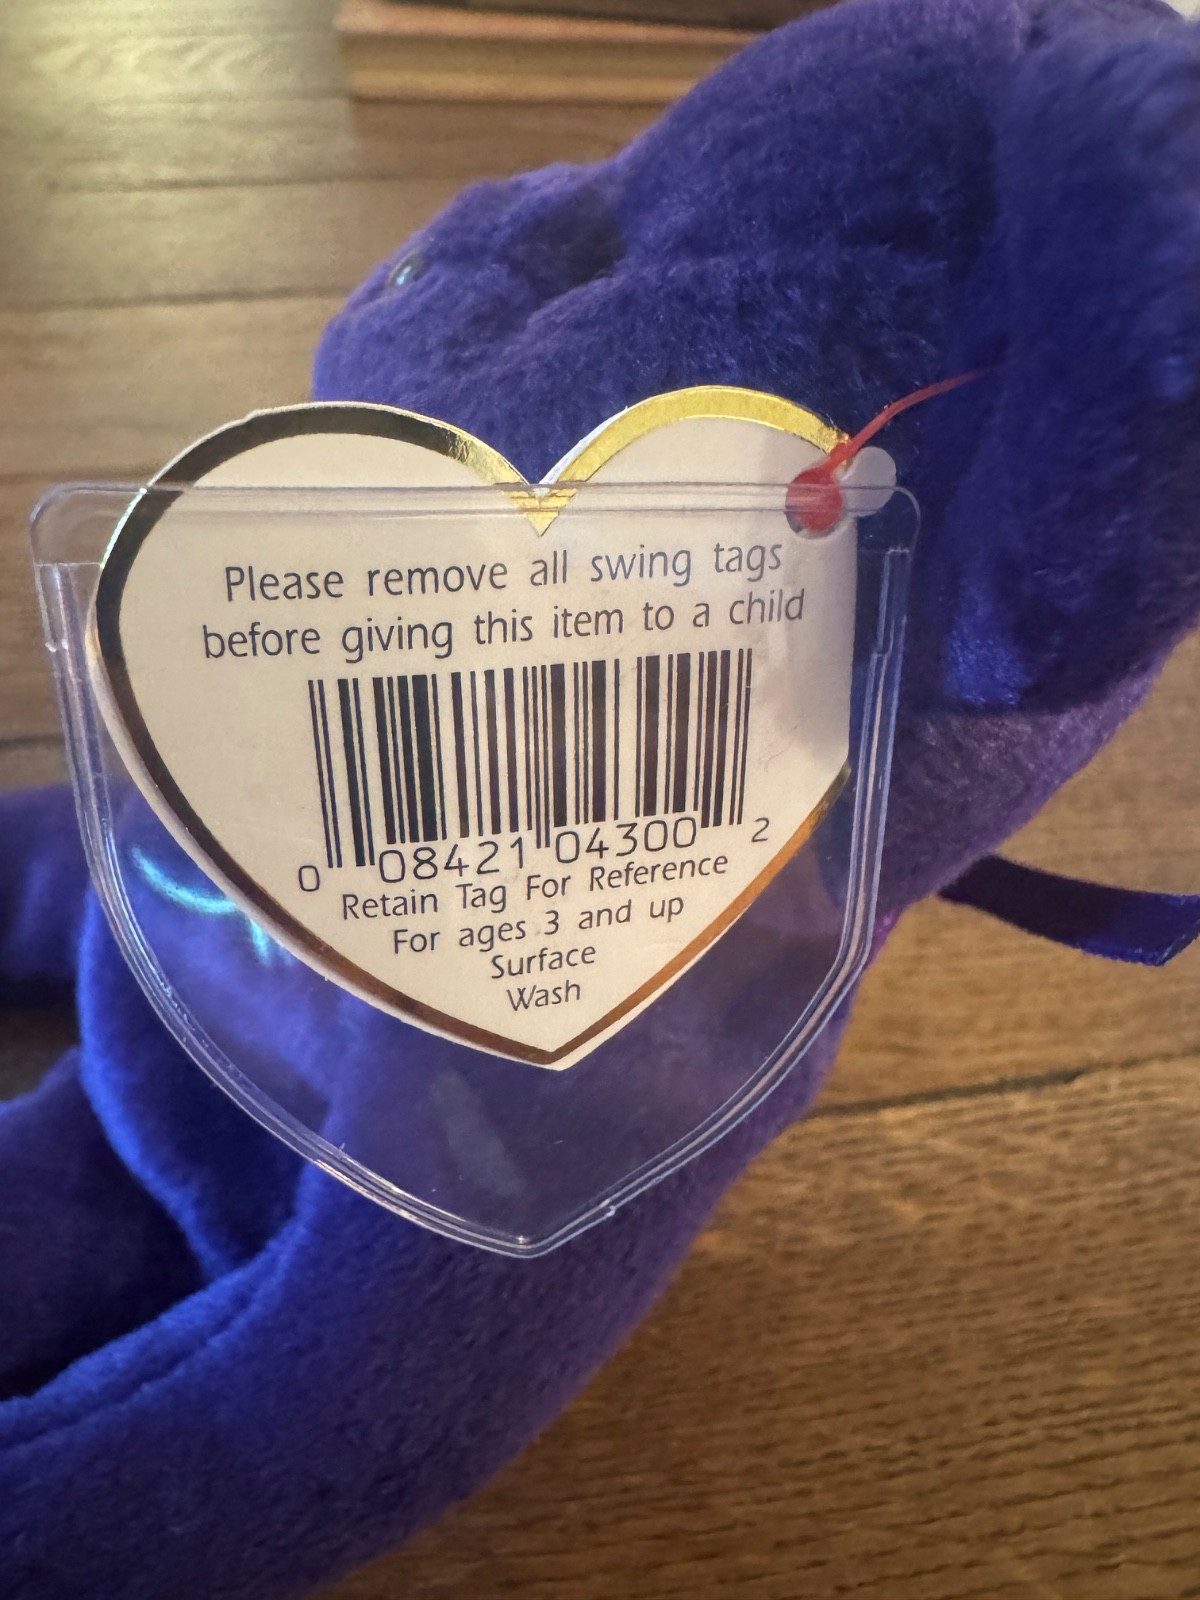 Please remove all swing tags
before giving this item to a child
0 08421 04300 2
Retain Tag For Reference
For ages 3 and up
Surface
Wash